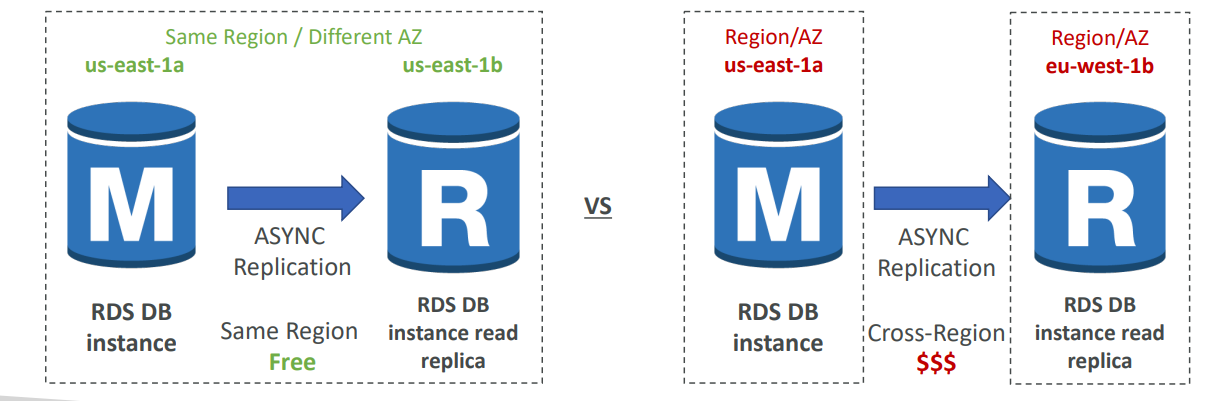 Same Region / Different AZ
us-east-1a
us-east-1b
M
R
ASYNC
Replication
RDS DB
instance
Same Region
Free
RDS DB
instance read
replica
VS
Region/AZ
us-east-1a
Region/AZ
eu-west-1b
M
R
ASYNC
Replication
RDS DB
instance
Cross-Region
$$$
RDS DB
instance read
replica